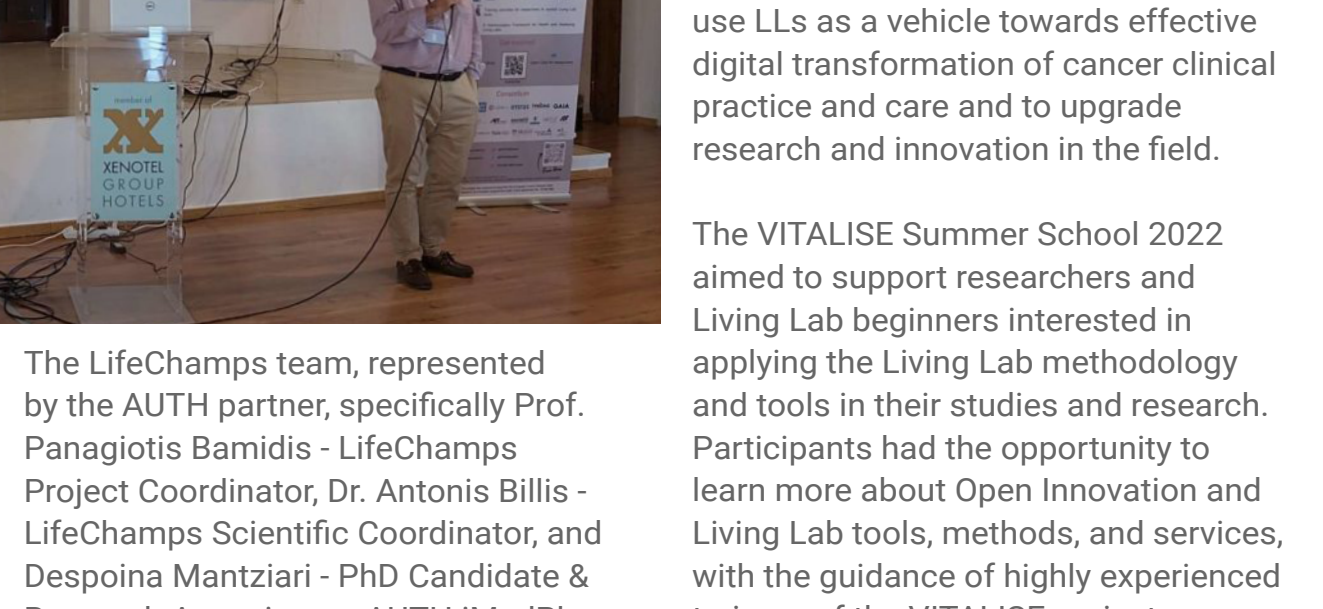 member of
XENOTEL
GROUP
HOTELS
GAIA
The LifeChamps team, represented
by the AUTH partner, specifically Prof.
Panagiotis Bamidis - LifeChamps
Project Coordinator, Dr. Antonis Billis -
LifeChamps Scientific Coordinator, and
Despoina Mantziari - PhD Candidate &
use LLs as a vehicle towards effective
digital transformation of cancer clinical
practice and care and to upgrade
research and innovation in the field.
The VITALISE Summer School 2022
aimed to support researchers and
Living Lab beginners interested in
applying the Living Lab methodology
and tools in their studies and research.
Participants had the opportunity to
learn more about Open Innovation and
Living Lab tools, methods, and services,
with the guidance of highly experienced